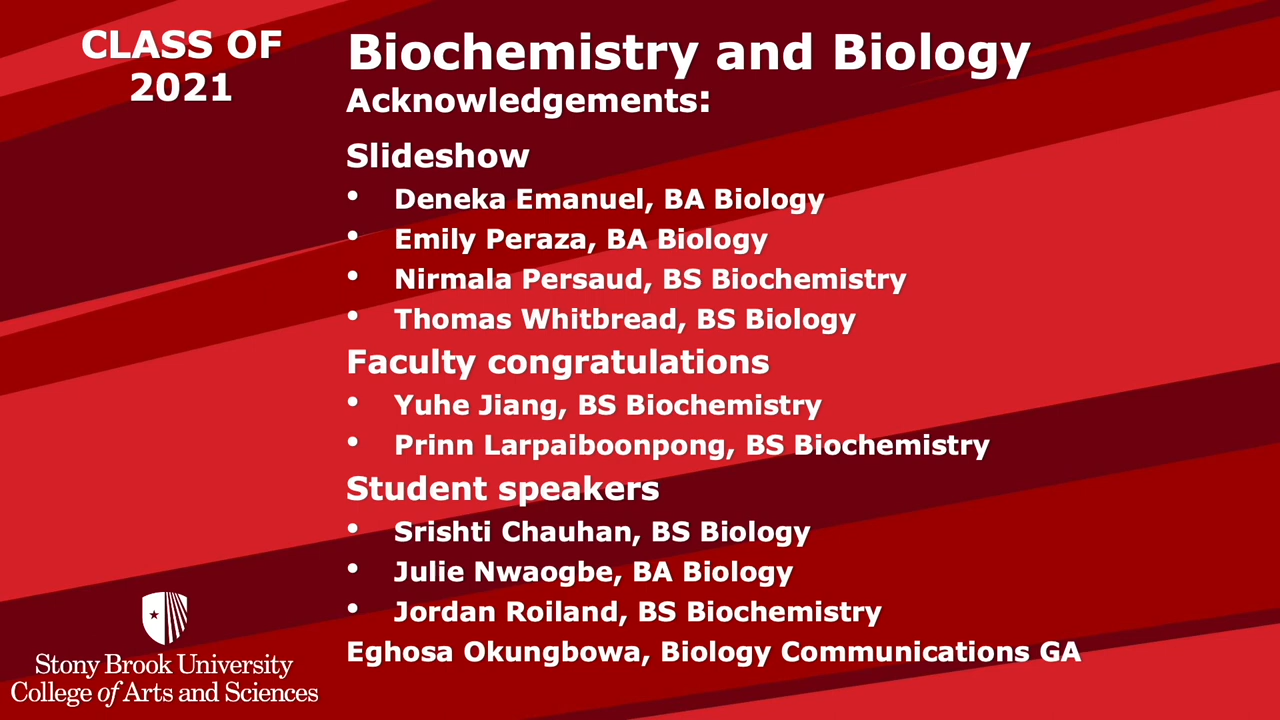 CLASS OF
2021
Biochemistry and Biology
Acknowledgements:
Slideshow
• Deneka Emanuel, BA Biology
• Emily Peraza, BA Biology
• Nirmala Persaud, BS Biochemistry
• Thomas Whitbread, BS Biology
Faculty congratulations
• Yuhe Jiang, BS Biochemistry
• Prinn Larpaiboonpong, BS Biochemistry
Student speakers
• Srishti Chauhan, BS Biology
• Julie Nwaogbe, BA Biology
• Jordan Roiland, BS Biochemistry
Eghosa Okungbowa, Biology Communications GA
Stony Brook University
College of Arts and Sciences